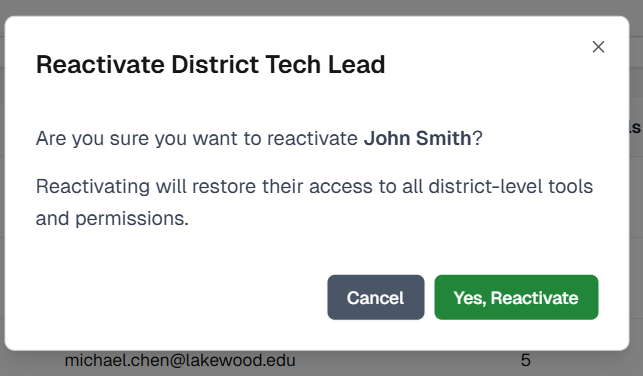 Reactivate District Tech Lead
Are you sure you want to reactivate John Smith?
Reactivating will restore their access to all district-level tools
and permissions.
Cancel
Yes, Reactivate
michael.chen@lakewood.edu
5